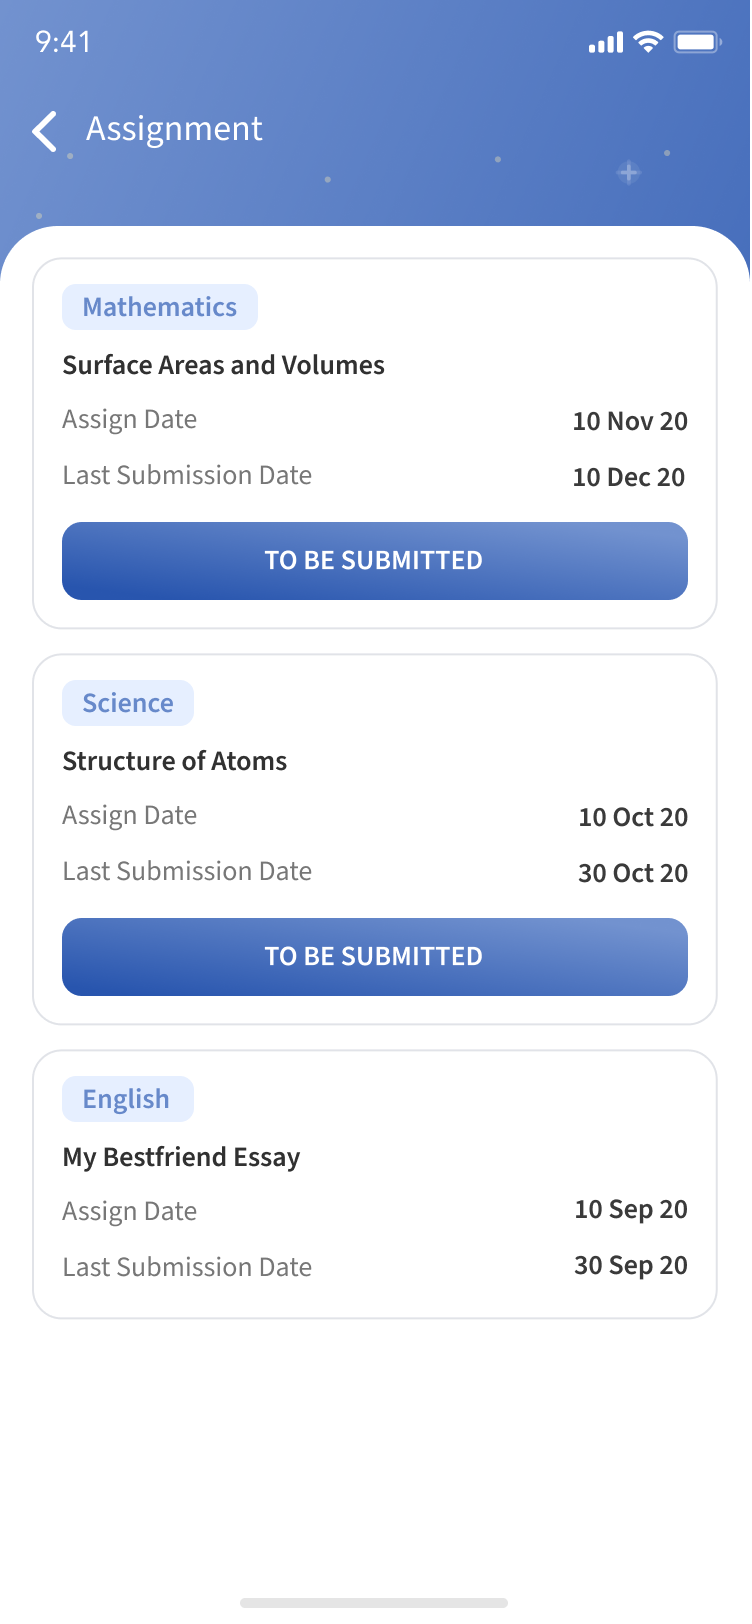 9:41
Assignment
Mathematics
Surface Areas and Volumes
Assign Date 10 Nov 20
Last Submission Date 10 Dec 20
TO BE SUBMITTED
Science
Structure of Atoms
Assign Date 10 Oct 20
Last Submission Date 30 Oct 20
TO BE SUBMITTED
English
My Bestfriend Essay
Assign Date 10 Sep 20
Last Submission Date 30 Sep 20